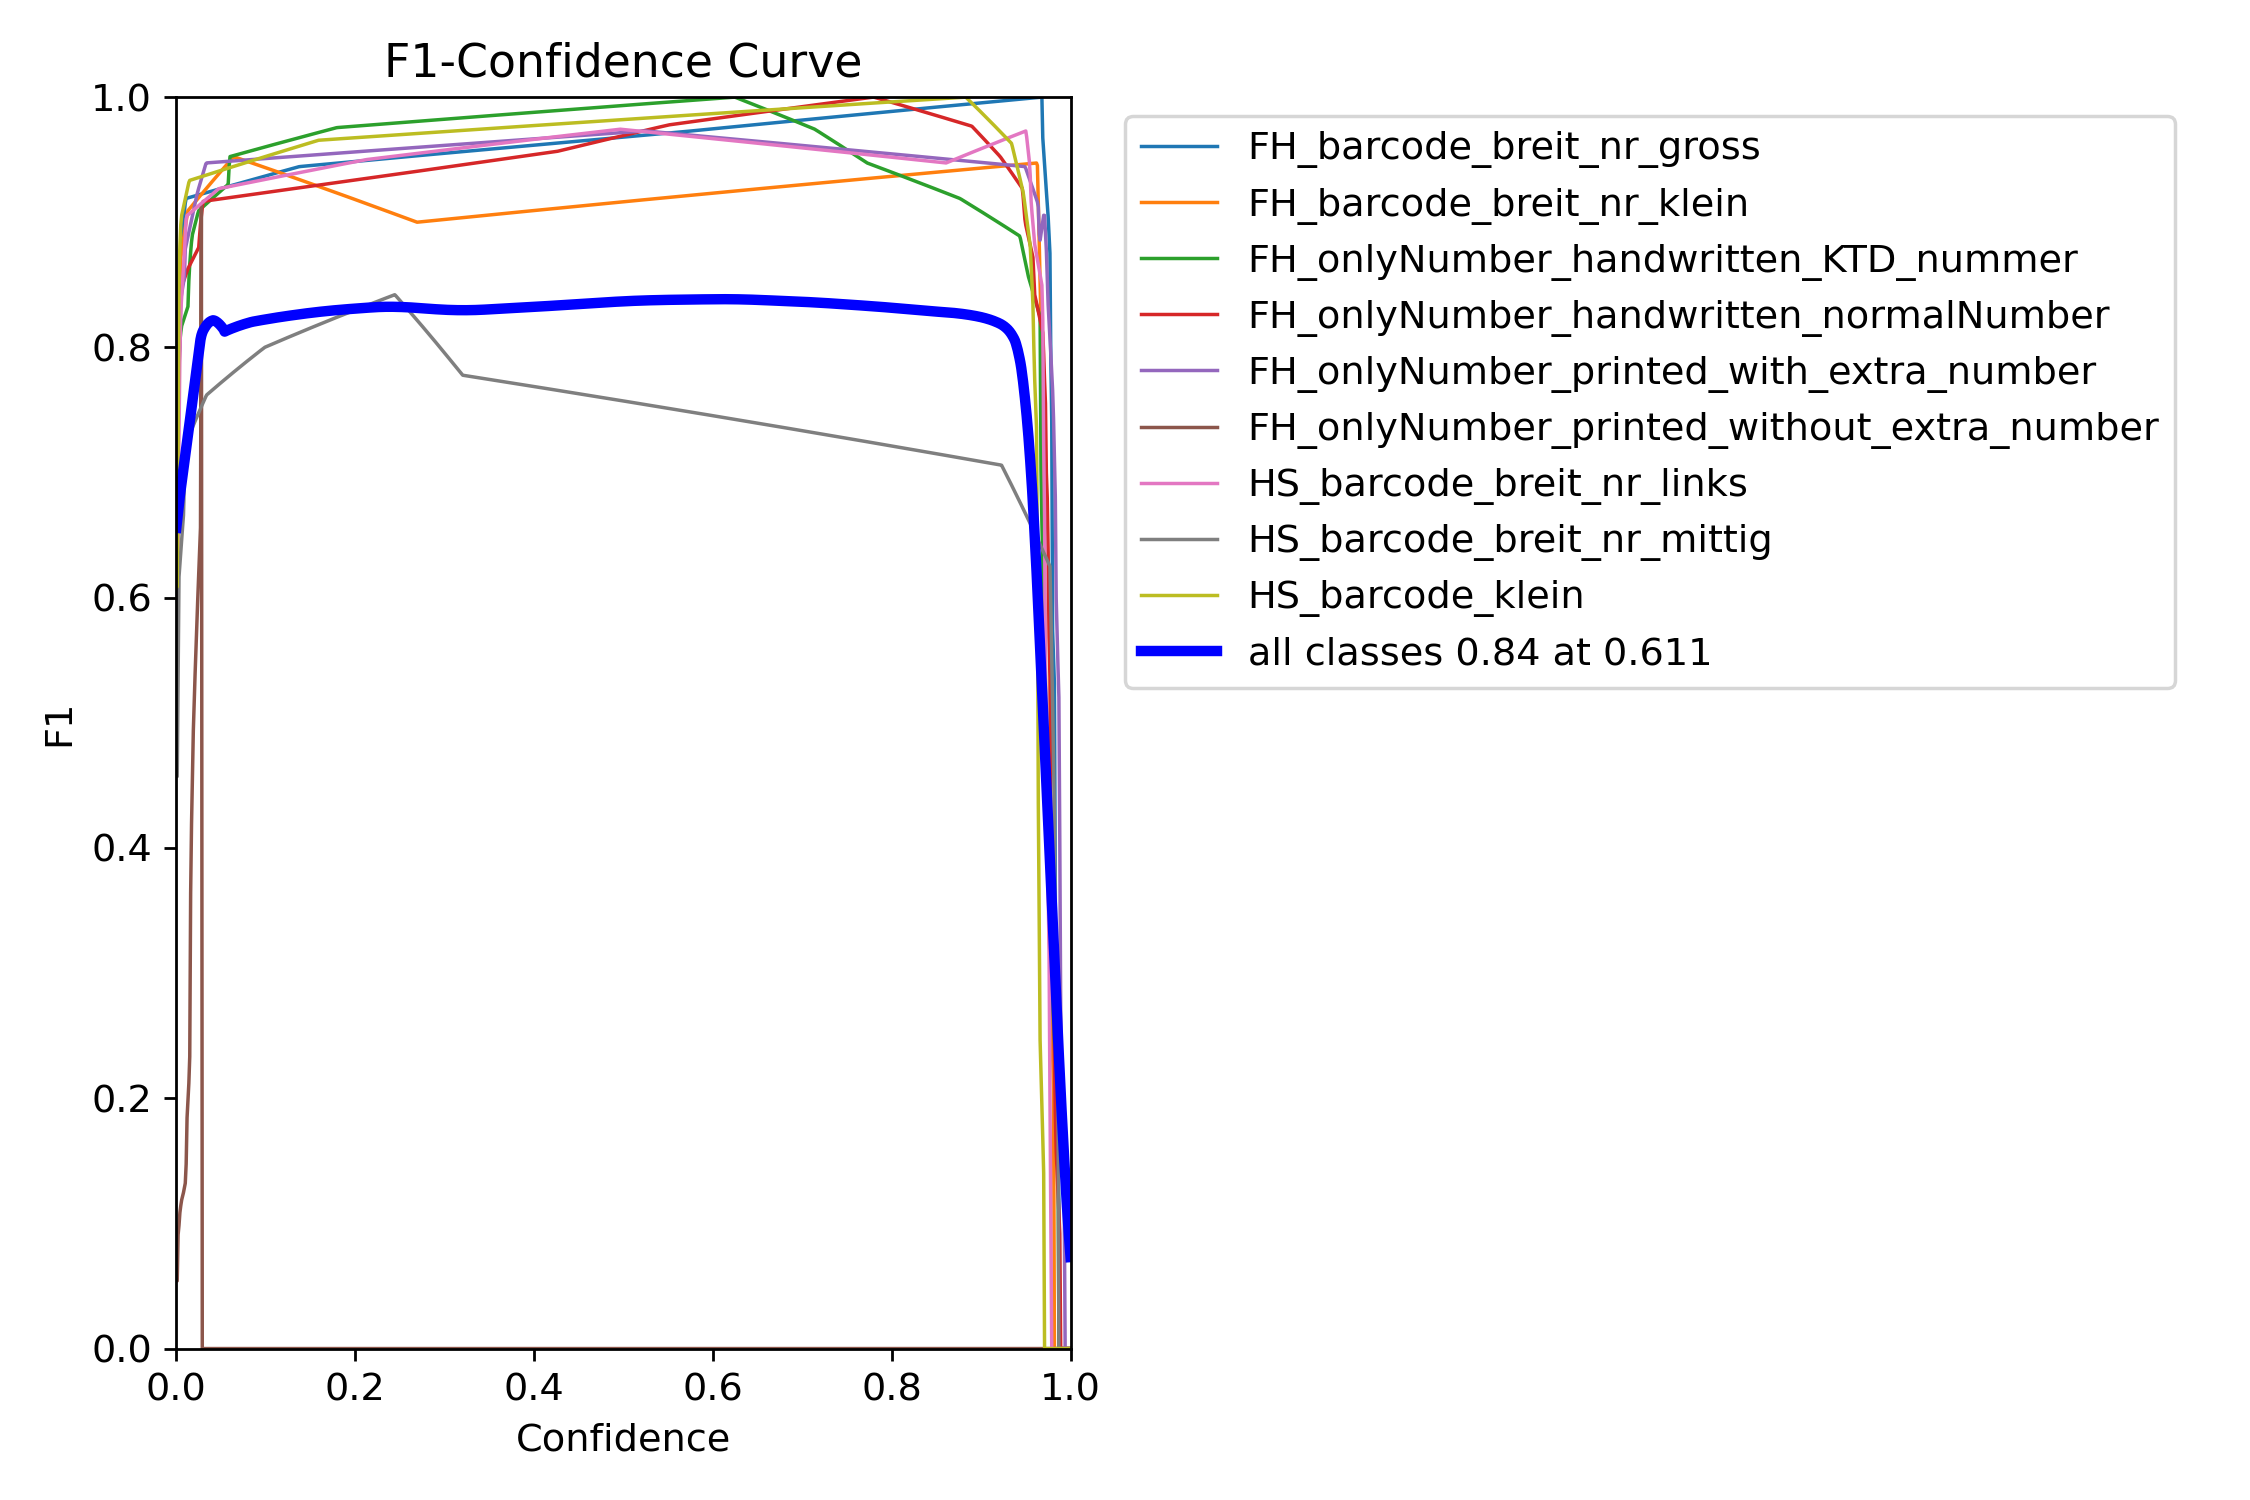 F1-Confidence Curve
1.0
0.8
0.6
0.4
0.2
0.0
F1
0.0 0.2 0.4 0.6 0.8 1.0
Confidence
FH_barcode_breit_nr_gross
FH_barcode_breit_nr_klein
FH_onlyNumber_handwritten_KTD_nummer
FH_onlyNumber_handwritten_normalNumber
FH_onlyNumber_printed_with_extra_number
FH_onlyNumber_printed_without_extra_number
HS_barcode_breit_nr_links
HS_barcode_breit_nr_mittig
HS_barcode_klein
all classes 0.84 at 0.611